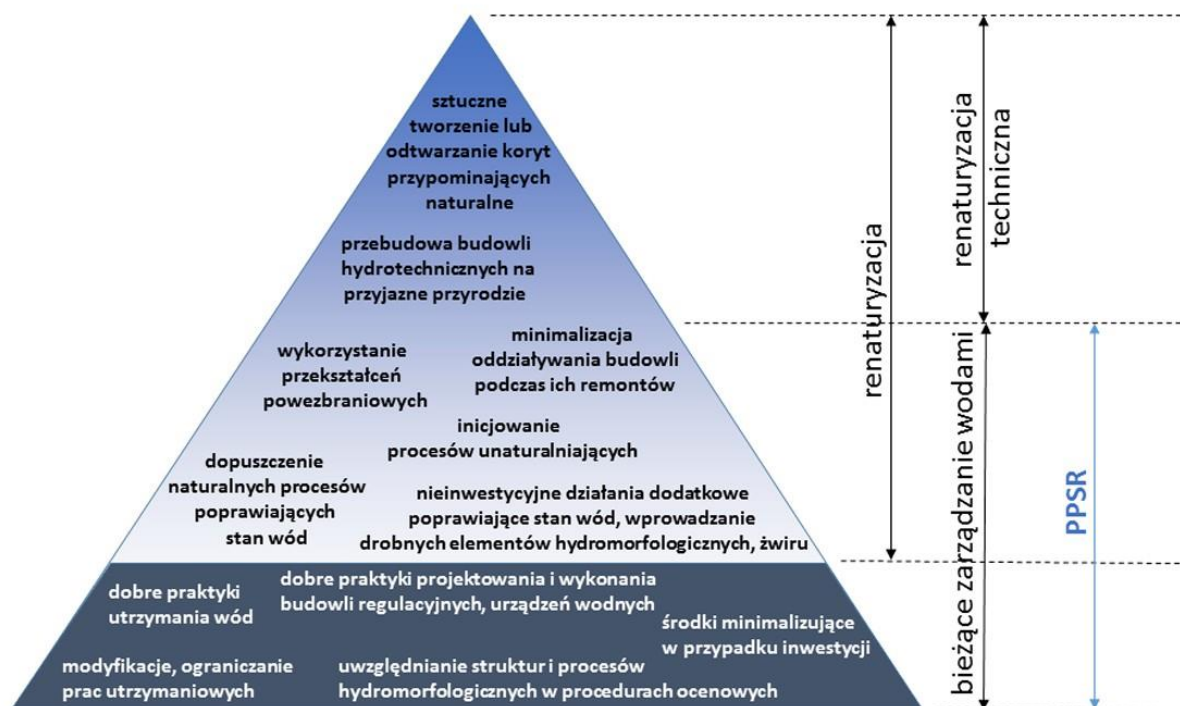 sztuczne
tworzenie lub
odtwarzanie koryt
przypominających
naturalne
przebudowa budowli
hydrotechnicznych na
przyjazne przyrodzie
wykorzystanie
przekształceń
powezbraniowych
minimalizacja
oddziaływania budowli
podczas ich remontów
inicjowanie
procesów unaturalniających
dopuszczenie
naturalnych procesów
poprawiających
stan wód
nieinwestycyjne działania dodatkowe
poprawiające stan wód, wprowadzanie
drobnych elementów hydromorfologicznych, żwiru
dobre praktyki
utrzymania wód
dobre praktyki projektowania i wykonania
budowli regulacyjnych, urządzeń wodnych
środki minimalizujące
w przypadku inwestycji
modyfikacje, ograniczanie
prac utrzymaniowych
uwzględnianie struktur i procesów
hydromorfologicznych w procedurach ocenowych
renaturyzacja
renaturyzacja
techniczna
bieżące zarządzanie wodami
PPSR